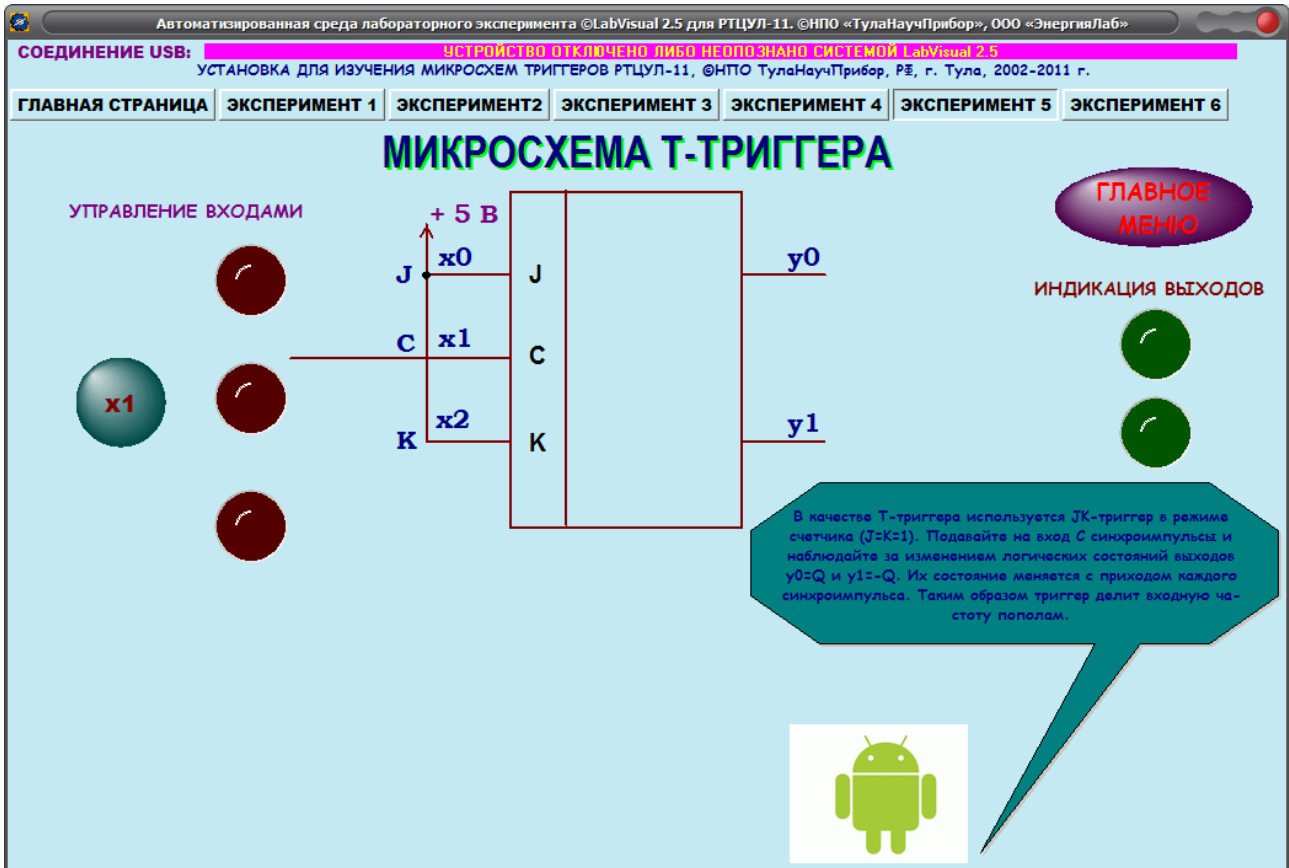 Автоматизированная среда лабораторного эксперимента ©LabVisual 2.5 для РТЦУЛ-11. ©НПО «ТулаНаучПрибор», ООО «ЭнергияЛаб»
СОЕДИНЕНИЕ USB: УСТРОЙСТВО ОТКЛЮЧЕНО ЛИБО НЕОПОЗНАНО СИСТЕМОЙ LabVisual 2.5
УСТАНОВКА ДЛЯ ИЗУЧЕНИЯ МИКРОСХЕМ ТРИГГЕРОВ РТЦУЛ-11, ©НПО ТулаНаучПрибор, РФ, г. Тула, 2002-2011 г.
ГЛАВНАЯ СТРАНИЦА ЭКСПЕРИМЕНТ 1 ЭКСПЕРИМЕНТ2 ЭКСПЕРИМЕНТ 3 ЭКСПЕРИМЕНТ 4 ЭКСПЕРИМЕНТ 5 ЭКСПЕРИМЕНТ 6
МИКРОСХЕМА Т-ТРИГГЕРА
УПРАВЛЕНИЕ ВХОДАМИ
+ 5 В
ГЛАВНОЕ
МЕНЮ
J x0 J y0
ИНДИКАЦИЯ ВЫХОДОВ
C x1 C
x1
K x2 K y1
В качестве Т-триггера используется JK-триггер в режиме
счетчика (J=K=1). Подавайте на вход С синхроимпульсы и
наблюдайте за изменением логических состояний выходов
y0=Q и y1=-Q. Их состояние меняется с приходом каждого
синхроимпульса. Таким образом триггер делит входную ча-
стоту пополам.